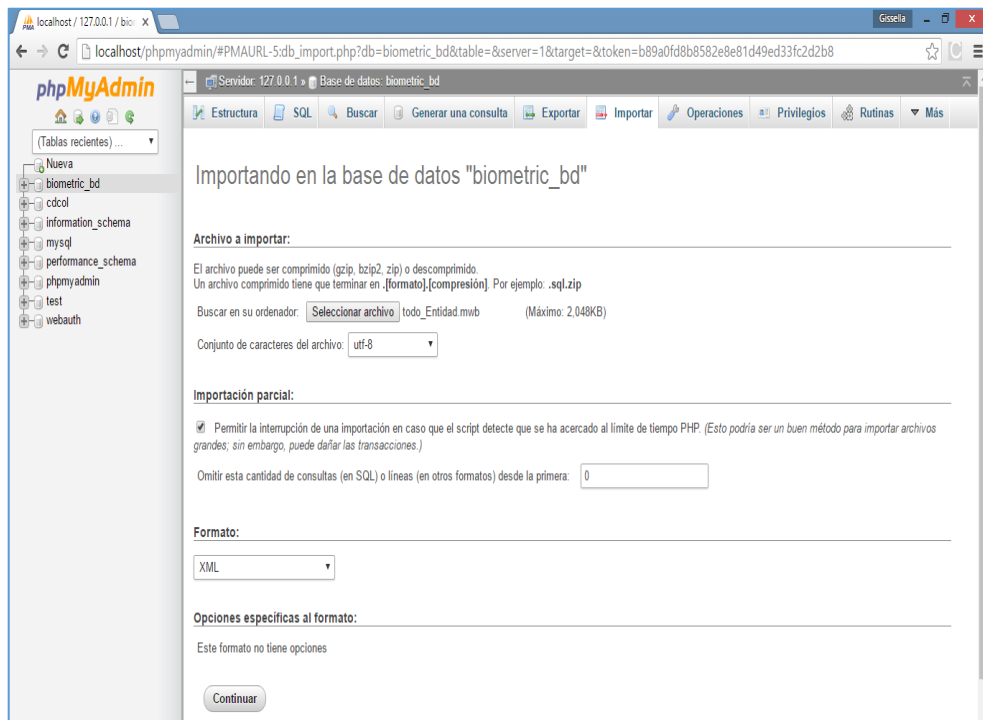 localhost / 127.0.0.1 / bio
Gissella
localhost/phpmyadmin/#PMAURL-5:db_import.php?db=biometric_bd&table=&server=1&target=&token=b89a0fd8b8582e8e81d49ed33fc2d2b8
phpMyAdmin
(Tablas recientes) ...
Nueva
biometric_bd
cdcol
information_schema
mysql
performance_schema
phpmyadmin
test
webauth
Servidor: 127.0.0.1 » Base de datos: biometric_bd
Estructura SQL Buscar Generar una consulta Exportar Importar Operaciones Privilegios Rutinas Más
Importando en la base de datos "biometric_bd"
Archivo a importar:
El archivo puede ser comprimido (gzip, bzip2, zip) o descomprimido.
Un archivo comprimido tiene que terminar en .[formato].[compresión]. Por ejemplo: .sql.zip
Buscar en su ordenador: Seleccionar archivo todo_Entidad.mwb (Máximo: 2,048KB)
Conjunto de caracteres del archivo: utf-8
Importación parcial:
Permitir la interrupción de una importación en caso que el script detecte que se ha acercado al límite de tiempo PHP. (Esto podría ser un buen método para importar archivos
grandes; sin embargo, puede dañar las transacciones.)
Omitir esta cantidad de consultas (en SQL) o líneas (en otros formatos) desde la primera: 0
Formato:
XML
Opciones específicas al formato:
Este formato no tiene opciones
Continuar